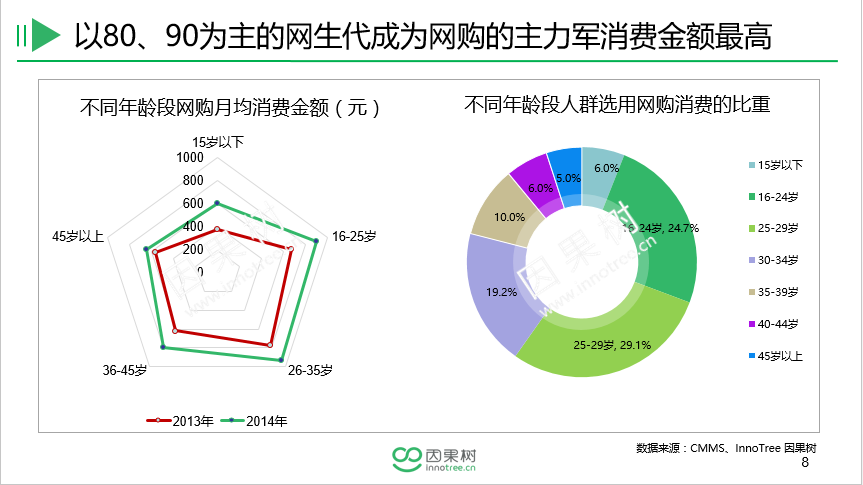 以80、90为主的网生代成为网购的主力军消费金额最高
不同年龄段网购月均消费金额（元）
15岁以下
1000
800
600
400
200
0
16-25岁
26-35岁
36-45岁
45岁以上
2013年
2014年
因果树
www.innotree.cn
不同年龄段人群选用网购消费的比重
6.0%
16-24岁, 24.7%
25-29岁, 29.1%
19.2%
10.0%
6.0%
5.0%
因果树
www.innotree.cn
15岁以下
16-24岁
25-29岁
30-34岁
35-39岁
40-44岁
45岁以上
因果树
innotree.cn
数据来源：CMMS、InnoTree 因果树
8